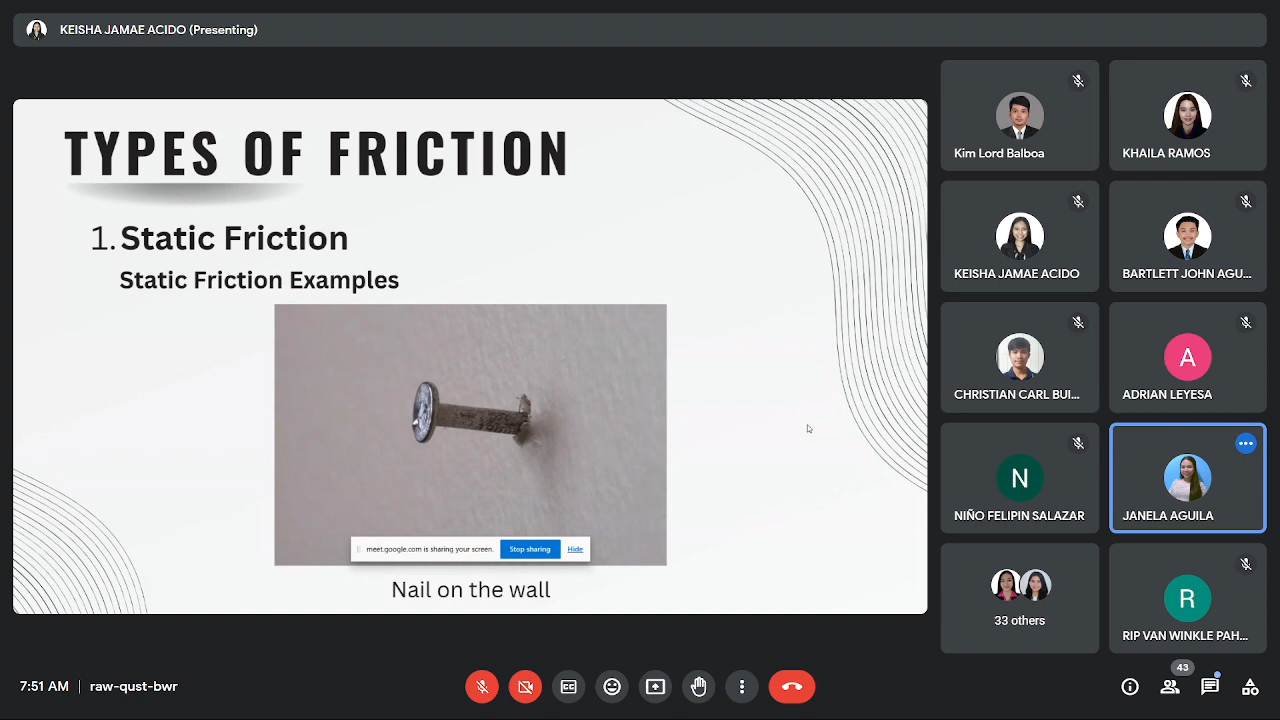 KEISHA JAMAE ACIDO (Presenting)
TYPES OF FRICTION
1. Static Friction
Static Friction Examples
meet.google.com is sharing your screen.
Stop sharing
Hide
Nail on the wall
Kim Lord Balboa
KHAILA RAMOS
KEISHA JAMAE ACIDO
BARTLETT JOHN AGU...
CHRISTIAN CARL BUI...
A
ADRIAN LEYESA
N
NIÑO FELIPIN SALAZAR
JANELA AGUILA
33 others
R
RIP VAN WINKLE PAH...
7:51 AM | raw-qust-bwr
43